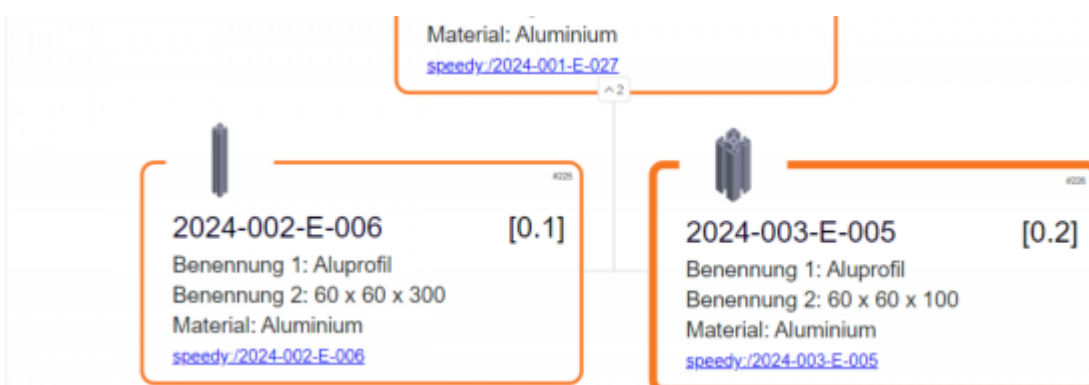 Material: Aluminium
speedy:/2024-001-E-027
2
#225
2024-002-E-006 [0.1]
Benennung 1: Aluprofil
Benennung 2: 60 x 60 x 300
Material: Aluminium
speedy:/2024-002-E-006
#226
2024-003-E-005 [0.2]
Benennung 1: Aluprofil
Benennung 2: 60 x 60 x 100
Material: Aluminium
speedy:/2024-003-E-005